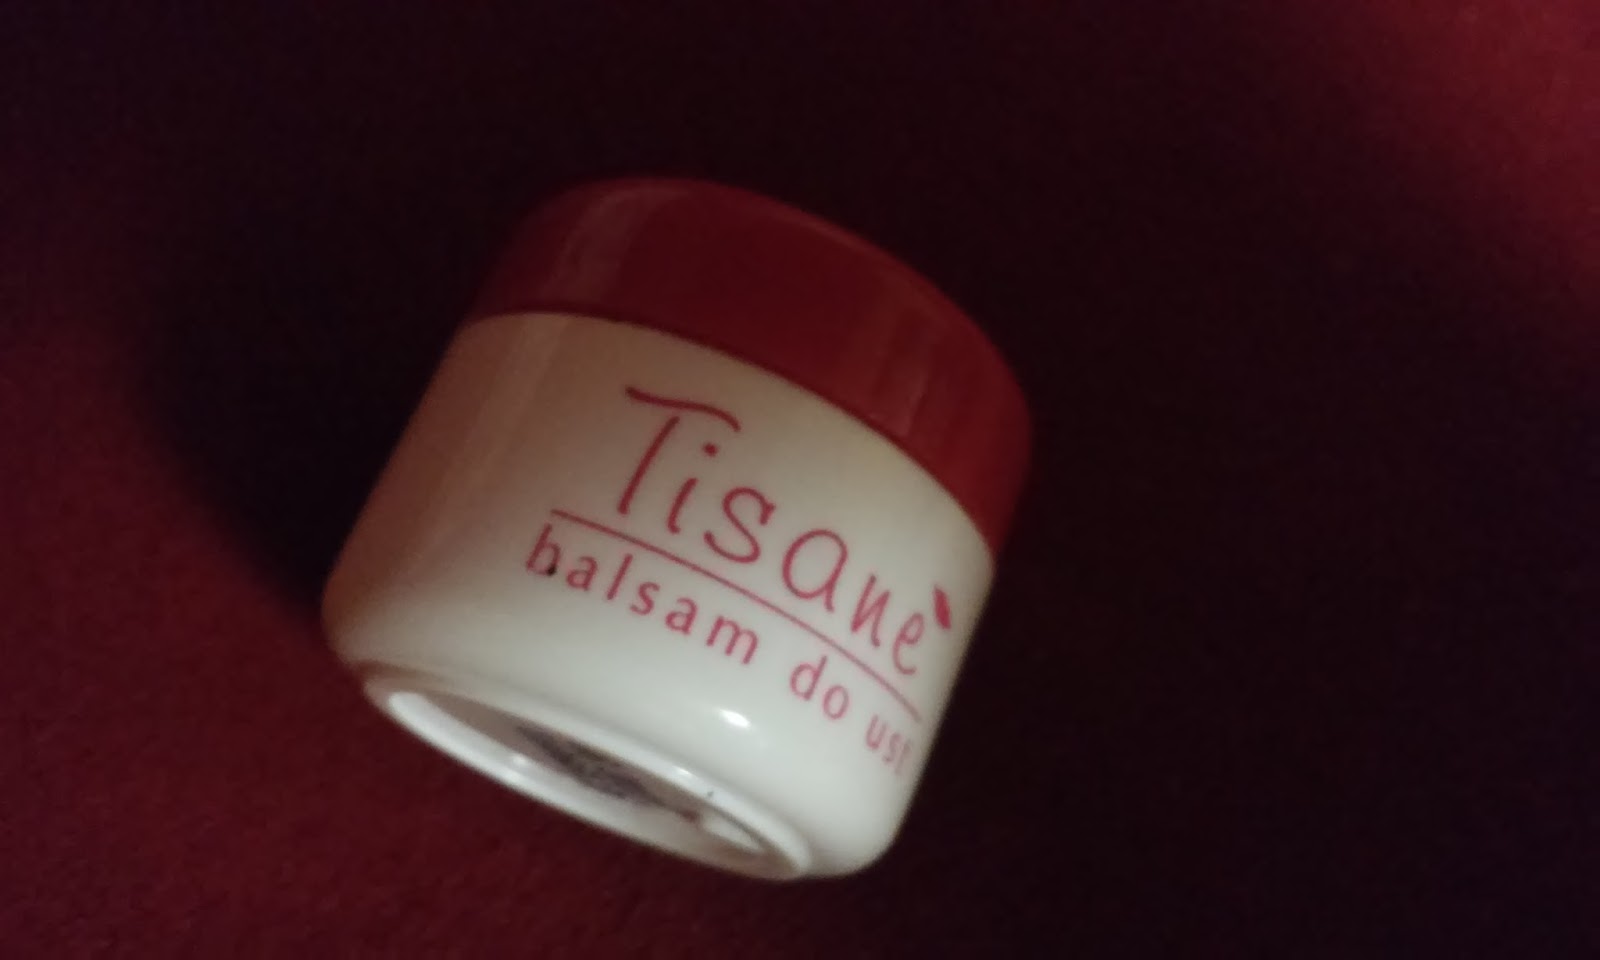 Tisane
balsam do ust